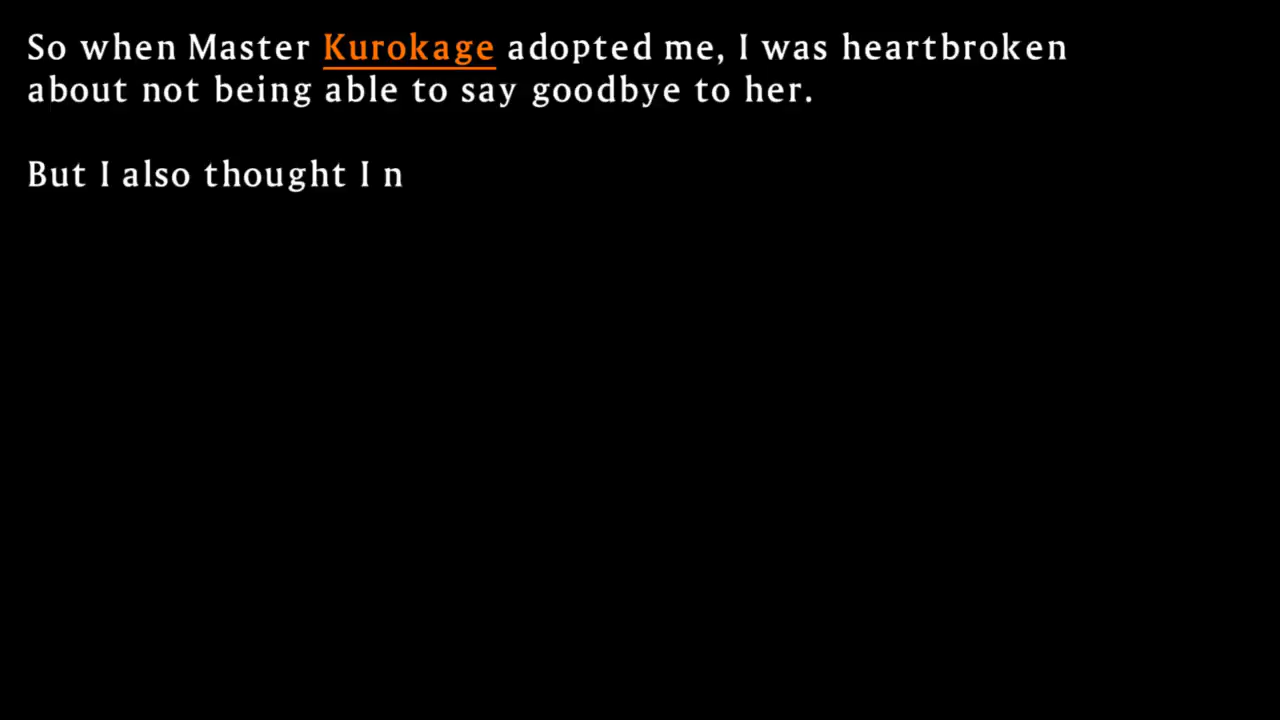 So when Master Kurokage adopted me, I was heartbroken
about not being able to say goodbye to her.
But I also thought I n